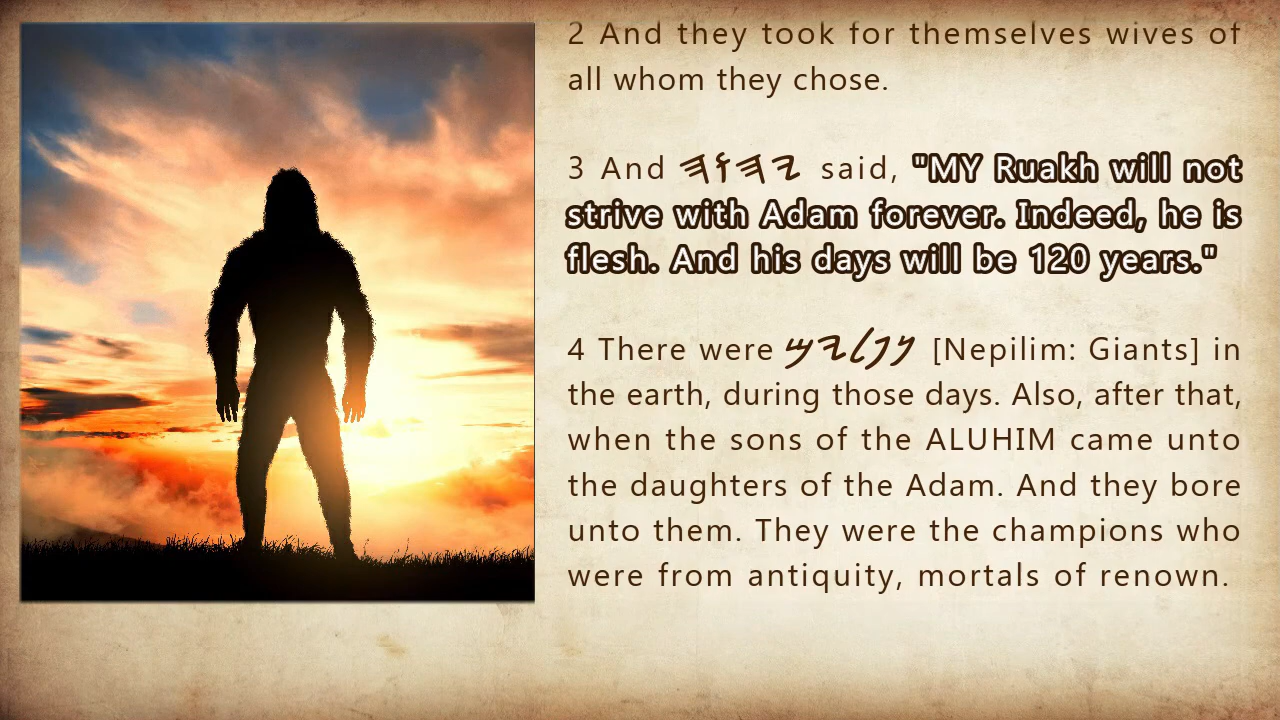 2 And they took for themselves wives of
all whom they chose.
3 And 𐤄𐤅𐤄𐤉 said, "MY Ruakh will not
strive with Adam forever. Indeed, he is
flesh. And his days will be 120 years."
4 There were [Nepilim: Giants] in
the earth, during those days. Also, after that,
when the sons of the ALUHIM came unto
the daughters of the Adam. And they bore
unto them. They were the champions who
were from antiquity, mortals of renown.